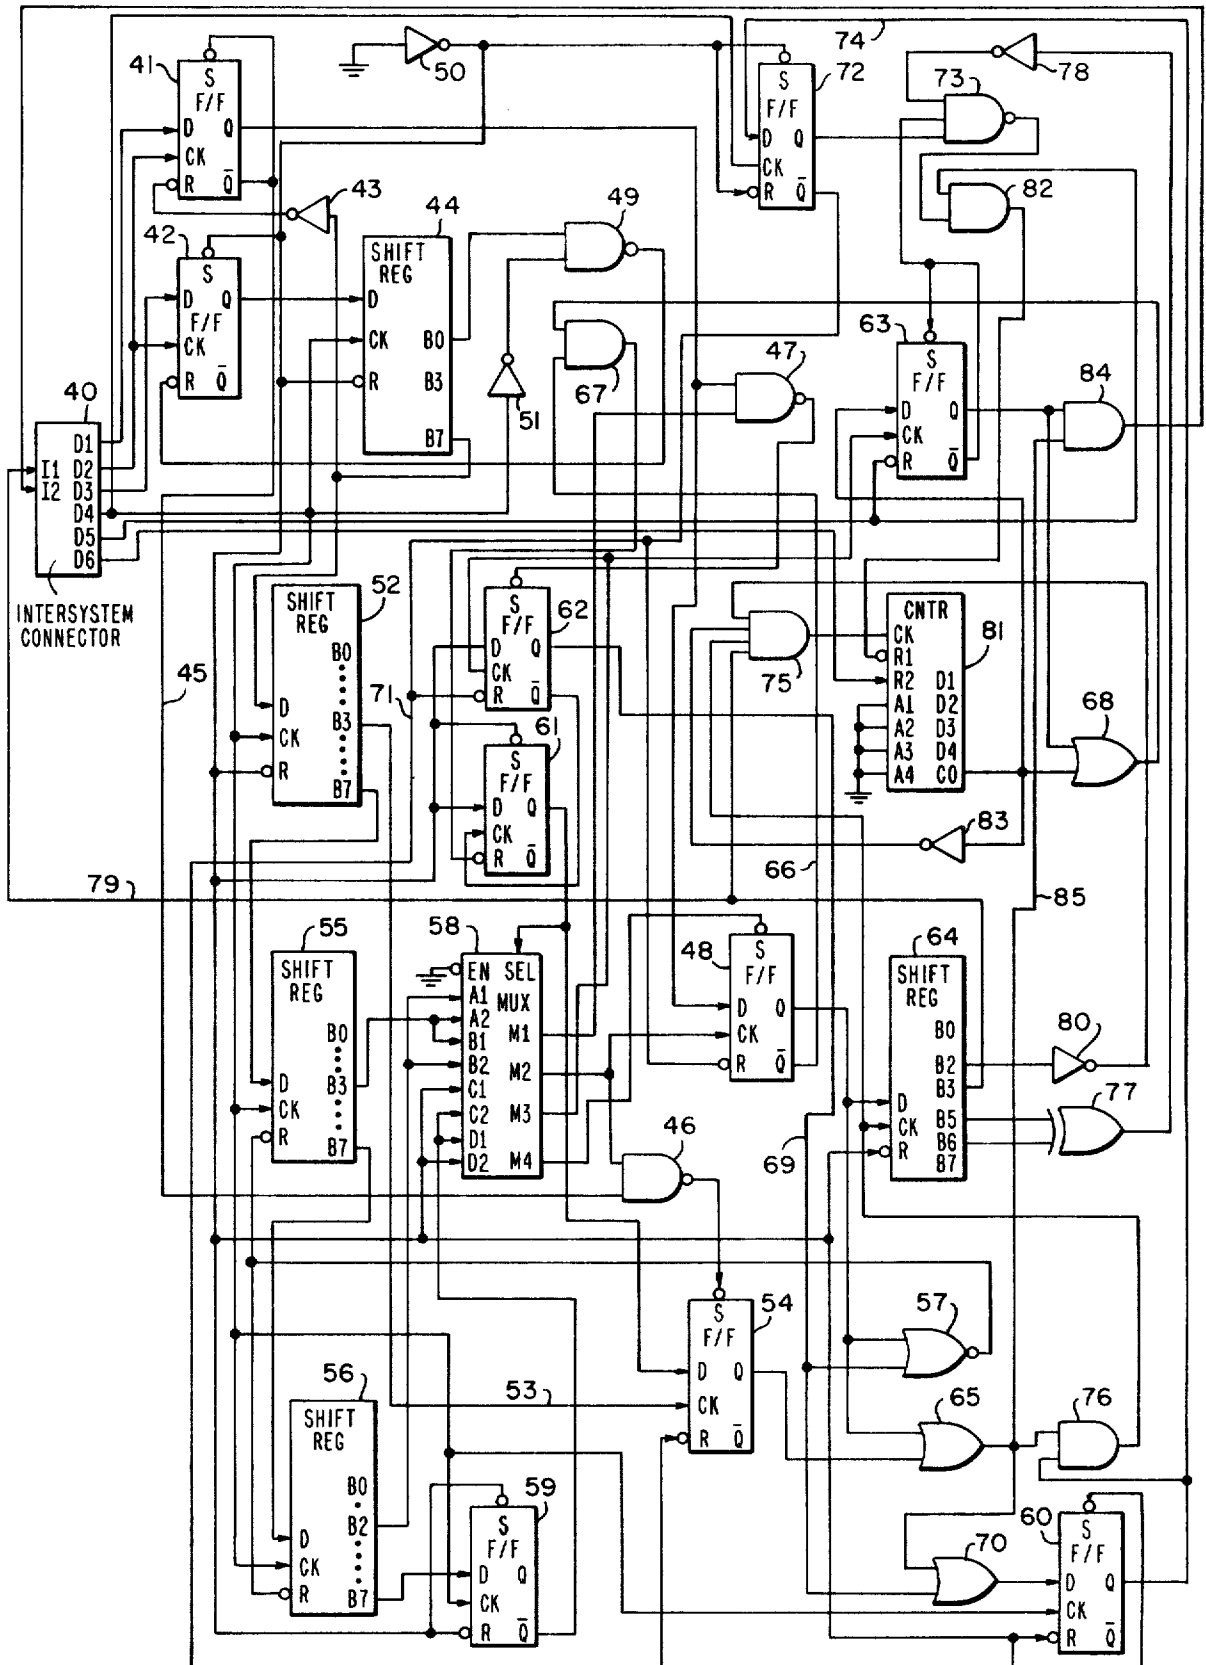 41
S
F/F
D Q
CK
R Q̅
50
74
S
F/F
D Q
CK
R Q̅
72
73
78
82
43
42
S
D Q
F/F
CK
R Q̅
44
SHIFT
REG
D
CK
B0
R
B3
B7
49
67
51
47
63
S
F/F
D Q
CK
R Q̅
84
40
I1
I2
D1
D2
D3
D4
D5
D6
INTERSYSTEM
CONNECTOR
45
52
SHIFT
REG
B0
D
B3
CK
R
B7
71
62
S
F/F
D Q
CK
R Q̅
61
S
F/F
D Q
CK
R Q̅
75
CNTR
CK
R1
R2
A1
A2
A3
A4
D1
D2
D3
D4
CO
81
68
83
66
85
79
55
SHIFT
REG
B0
B3
D
CK
R
B7
58
EN SEL
MUX
A1
A2
B1
B2
C1
C2
D1
D2
M1
M2
M3
M4
48
S
F/F
D Q
CK
R Q̅
64
SHIFT
REG
B0
B2
B3
D
B5
CK
B6
R
B7
80
77
46
69
54
S
F/F
D Q
CK
R Q̅
57
53
65
76
56
SHIFT
REG
B0
B2
D
CK
R
B7
59
S
F/F
D Q
CK
R Q̅
70
60
S
F/F
D Q
CK
R Q̅